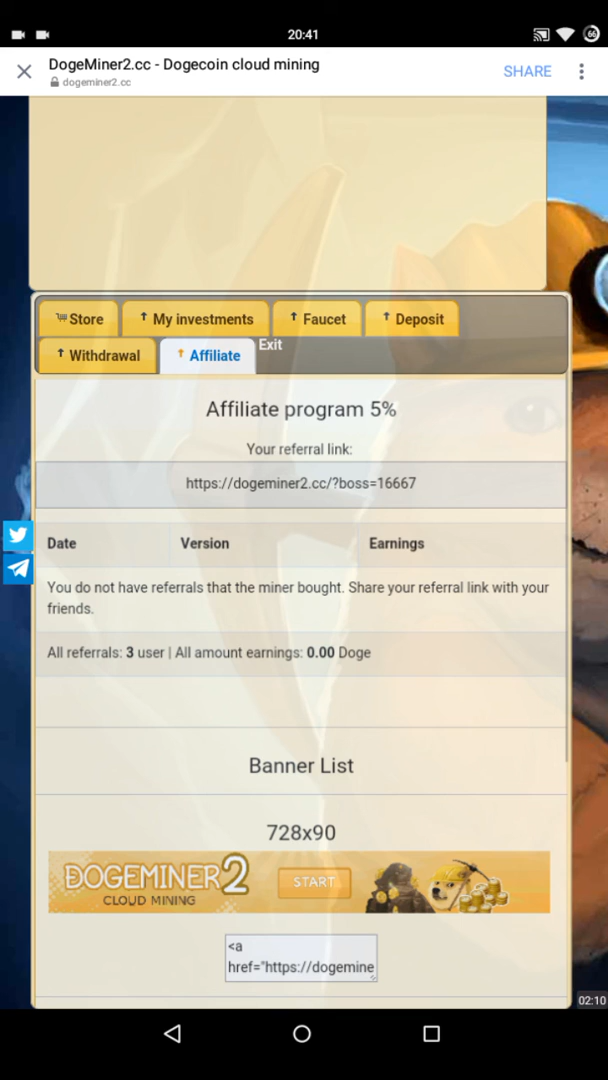 20:41
66
DogeMiner2.cc - Dogecoin cloud mining
dogeminer2.cc
SHARE
Store
My investments
Faucet
Deposit
Withdrawal
Affiliate
Exit
Affiliate program 5%
Your referral link:
https://dogeminer2.cc/?boss=16667
Date Version Earnings
You do not have referrals that the miner bought. Share your referral link with your
friends.
All referrals: 3 user | All amount earnings: 0.00 Doge
Banner List
728x90
ÐOGEMINER2
CLOUD MINING
START
<a
href="https://dogemine
02:10